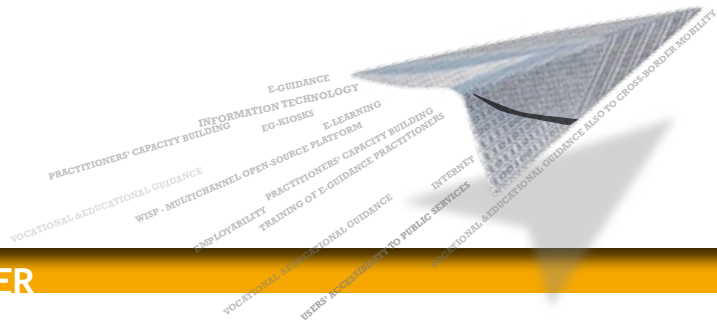 E-GUIDANCE
INFORMATION TECHNOLOGY
PRACTITIONERS' CAPACITY BUILDING
EG-KIOSKS
E-LEARNING
WISP - MULTICHANNEL OPEN-SOURCE PLATFORM
VOCATIONAL &EDUCATIONAL GUIDANCE
PRACTITIONERS' CAPACITY BUILDING
TRAINING OF E-GUIDANCE PRACTITIONERS
EMPLOYABILITY
INTERNET
VOCATIONAL &EDUCATIONAL GUIDANCE
USERS' ACCESSIBILITY TO PUBLIC SERVICES
VOCATIONAL &EDUCATIONAL GUIDANCE ALSO TO CROSS-BORDER MOBILITY
ER